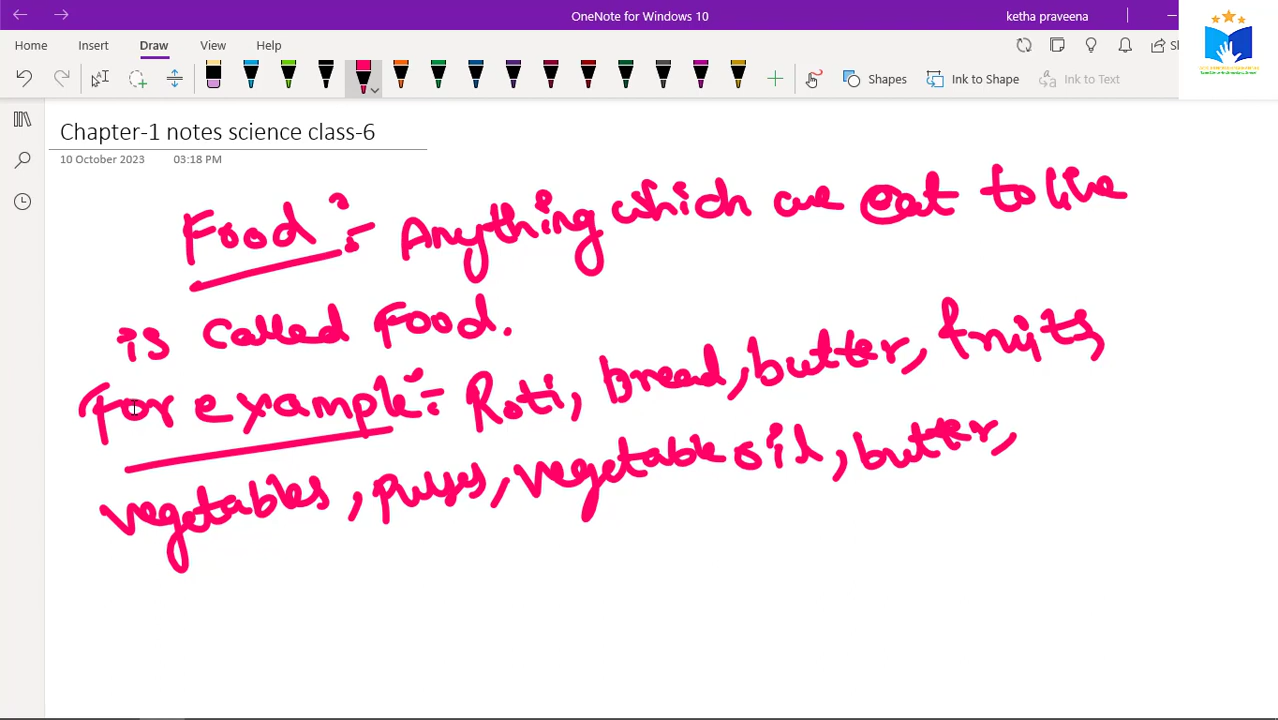 OneNote for Windows 10
ketha praveena
Home Insert Draw View Help
Shapes Ink to Shape Ink to Text
Chapter-1 notes science class-6
10 October 2023 03:18 PM
Food :- Anything which we eat to live
is called Food.
For example :- Roti, bread, butter, fruits,
vegetables, pulses, vegetable oil, butter,